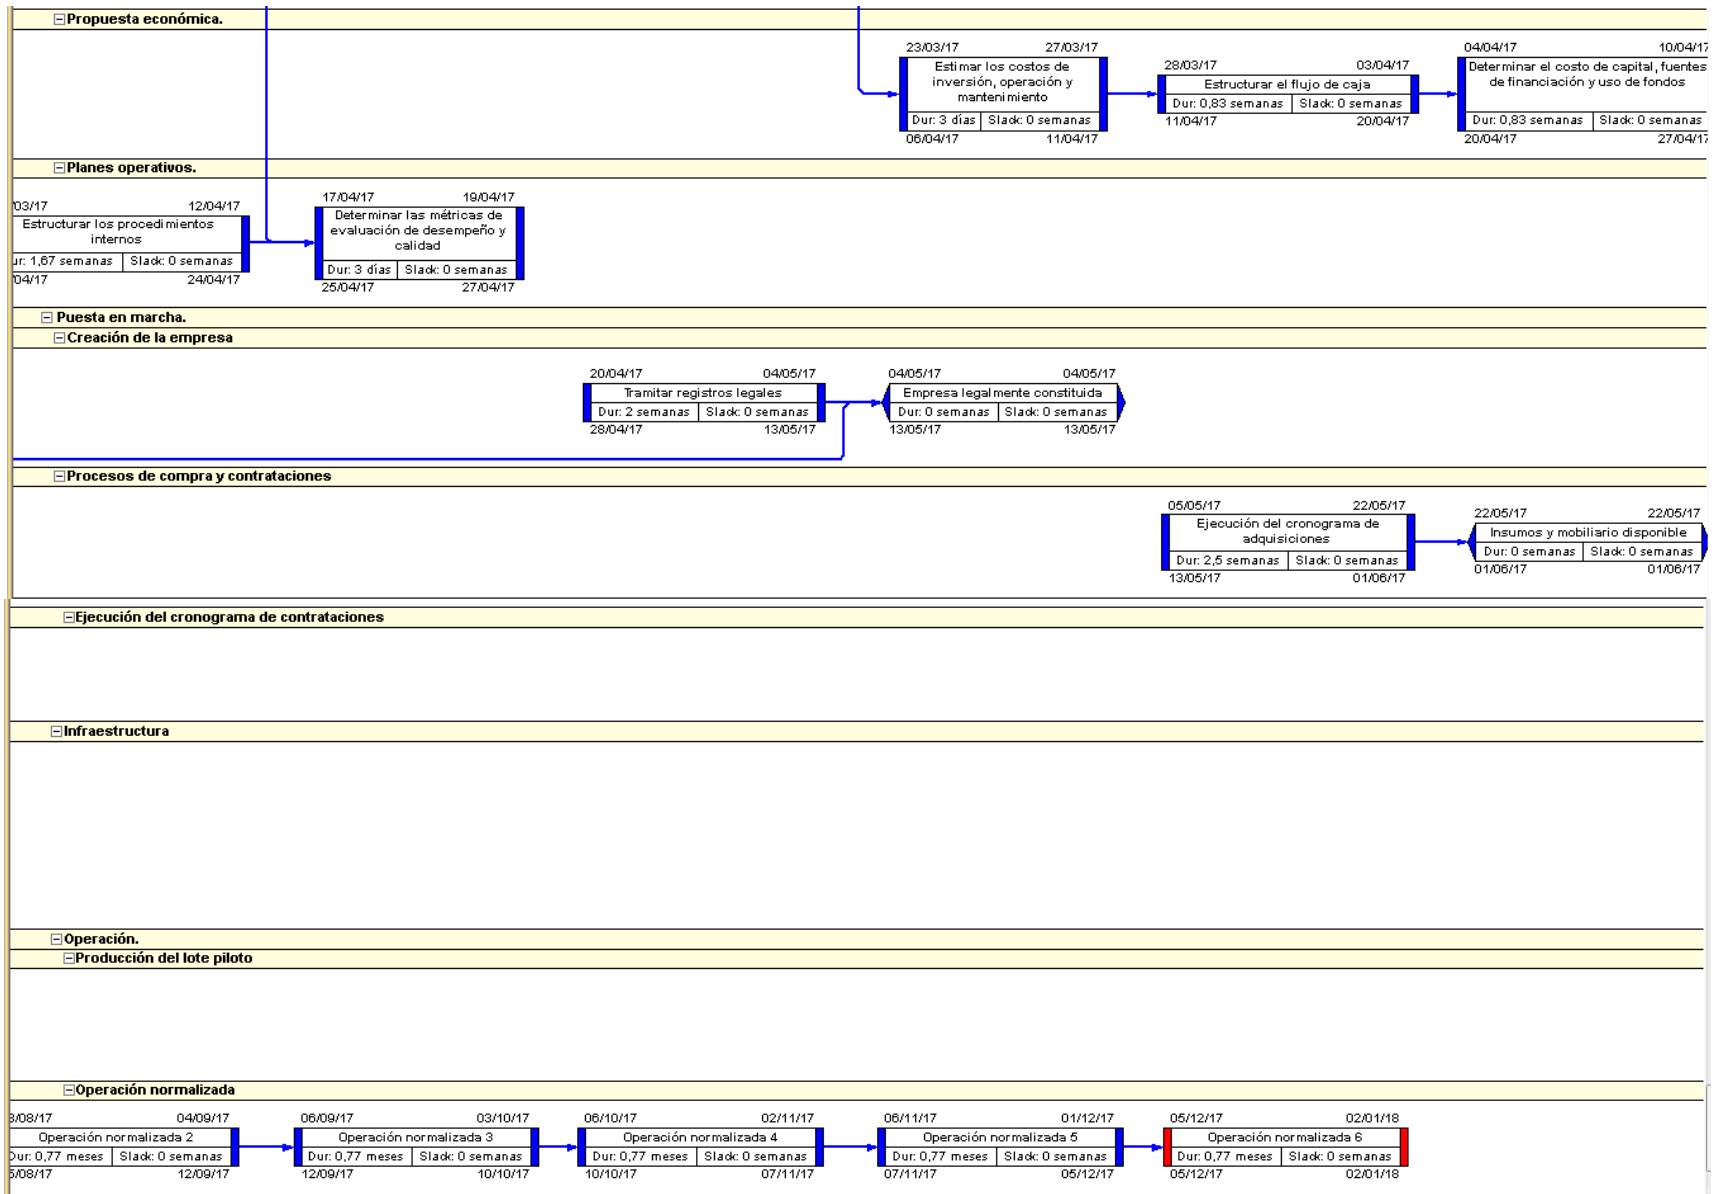 Propuesta económica.
23/03/17 27/03/17
Estimar los costos de
inversión, operación y
mantenimiento
Dur: 3 días Slack: 0 semanas
06/04/17 11/04/17
28/03/17 03/04/17
Estructurar el flujo de caja
Dur: 0,83 semanas Slack: 0 semanas
11/04/17 20/04/17
04/04/17 10/04/17
Determinar el costo de capital, fuentes
de financiación y uso de fondos
Dur: 0,83 semanas Slack: 0 semanas
20/04/17 27/04/17
Planes operativos.
/03/17 12/04/17
Estructurar los procedimientos
internos
ur: 1,67 semanas Slack: 0 semanas
/04/17 24/04/17
17/04/17 19/04/17
Determinar las métricas de
evaluación de desempeño y
calidad
Dur: 3 días Slack: 0 semanas
25/04/17 27/04/17
Puesta en marcha.
Creación de la empresa
20/04/17 04/05/17
Tramitar registros legales
Dur: 2 semanas Slack: 0 semanas
28/04/17 13/05/17
04/05/17 04/05/17
Empresa legalmente constituida
Dur: 0 semanas Slack: 0 semanas
13/05/17 13/05/17
Procesos de compra y contrataciones
05/05/17 22/05/17
Ejecución del cronograma de
adquisiciones
Dur: 2,5 semanas Slack: 0 semanas
13/05/17 01/06/17
22/05/17 22/05/17
Insumos y mobiliario disponible
Dur: 0 semanas Slack: 0 semanas
01/06/17 01/06/17
Ejecución del cronograma de contrataciones
Infraestructura
Operación.
Producción del lote piloto
Operación normalizada
/08/17 04/09/17
Operación normalizada 2
Dur: 0,77 meses Slack: 0 semanas
/08/17 12/09/17
06/09/17 03/10/17
Operación normalizada 3
Dur: 0,77 meses Slack: 0 semanas
12/09/17 10/10/17
06/10/17 02/11/17
Operación normalizada 4
Dur: 0,77 meses Slack: 0 semanas
10/10/17 07/11/17
06/11/17 01/12/17
Operación normalizada 5
Dur: 0,77 meses Slack: 0 semanas
07/11/17 05/12/17
05/12/17 02/01/18
Operación normalizada 6
Dur: 0,77 meses Slack: 0 semanas
05/12/17 02/01/18